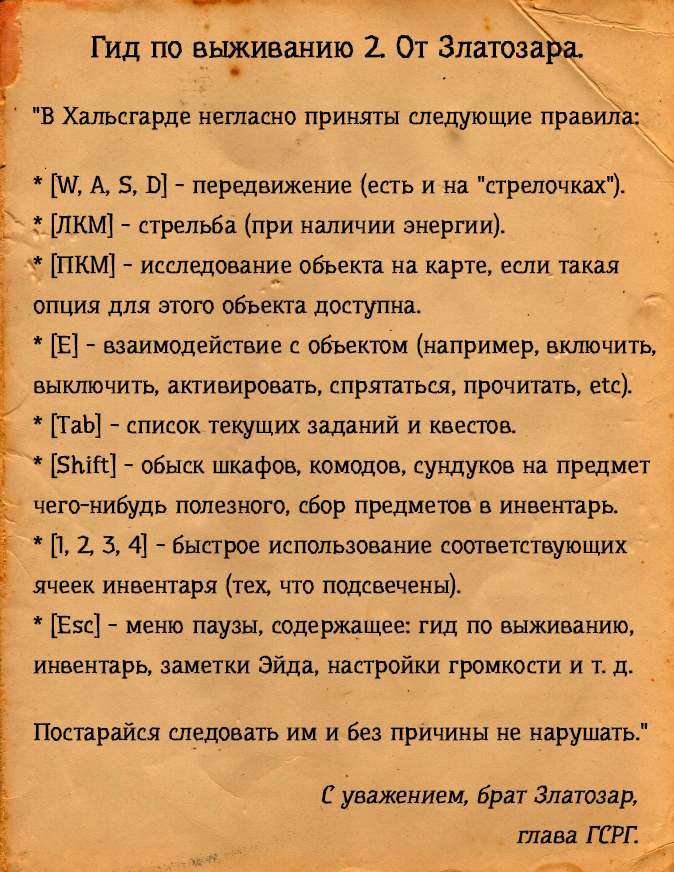 Гид по выживанию 2. От Златозара.
"В Хальсгарде негласно приняты следующие правила:
* [W, A, S, D] - передвижение (есть и на "стрелочках").
* [ЛКМ] - стрельба (при наличии энергии).
* [ПКМ] - исследование объекта на карте, если такая
опция для этого объекта доступна.
* [E] - взаимодействие с объектом (например, включить,
выключить, активировать, спрятаться, прочитать, etc).
* [Tab] - список текущих заданий и квестов.
* [Shift] - обыск шкафов, комодов, сундуков на предмет
чего-нибудь полезного, сбор предметов в инвентарь.
* [1, 2, 3, 4] - быстрое использование соответствующих
ячеек инвентаря (тех, что подсвечены).
* [Esc] - меню паузы, содержащее: гид по выживанию,
инвентарь, заметки Эйда, настройки громкости и т. д.
Постарайся следовать им и без причины не нарушать."
С уважением, брат Златозар,
глава ГСРГ.